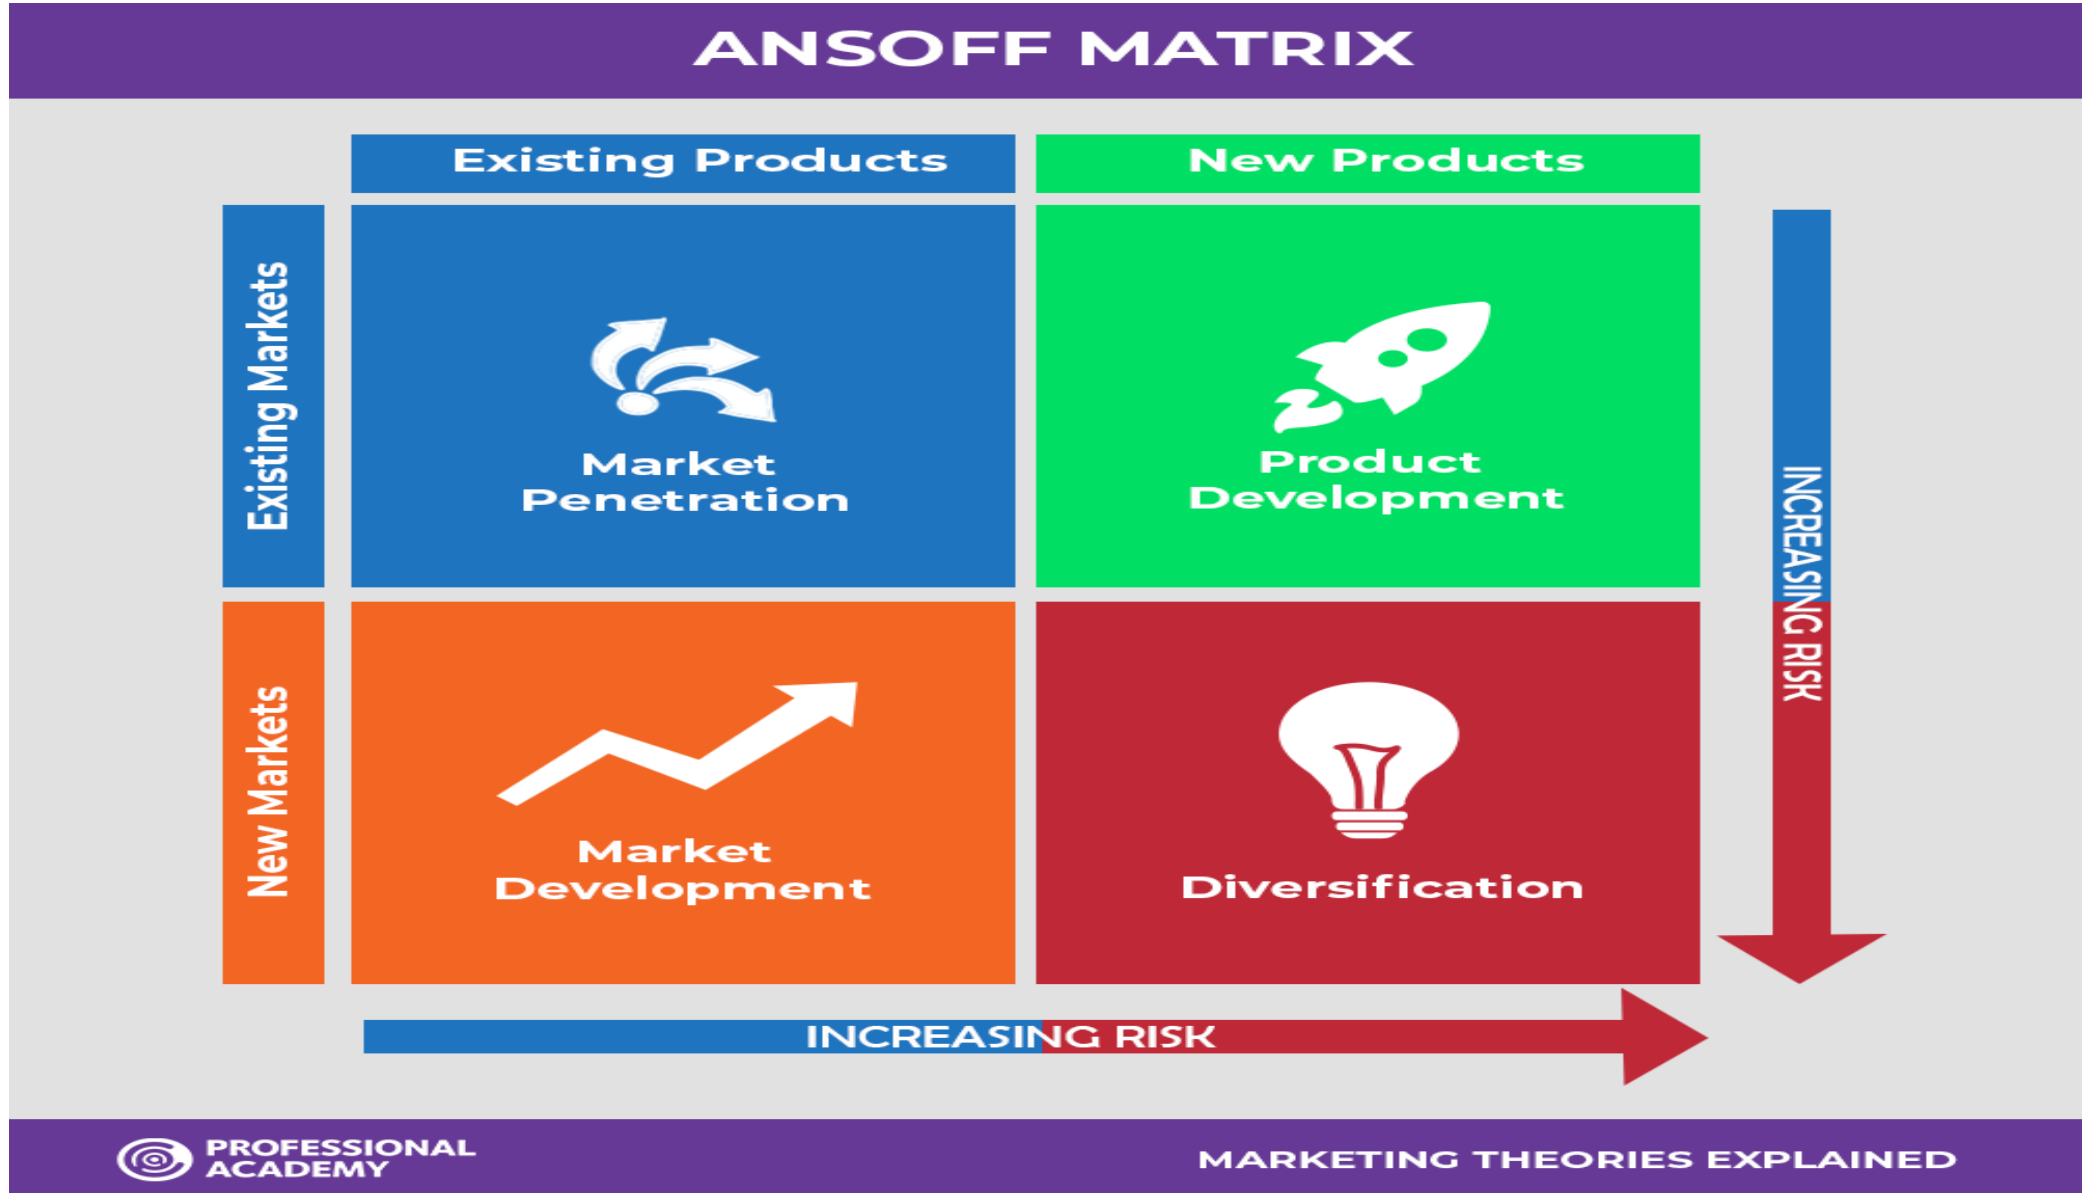 ANSOFF MATRIX
Existing Products
New Products
Existing Markets
Market
Penetration
Product
Development
INCREASING RISK
New Markets
Market
Development
Diversification
INCREASING RISK
PROFESSIONAL
ACADEMY
MARKETING THEORIES EXPLAINED